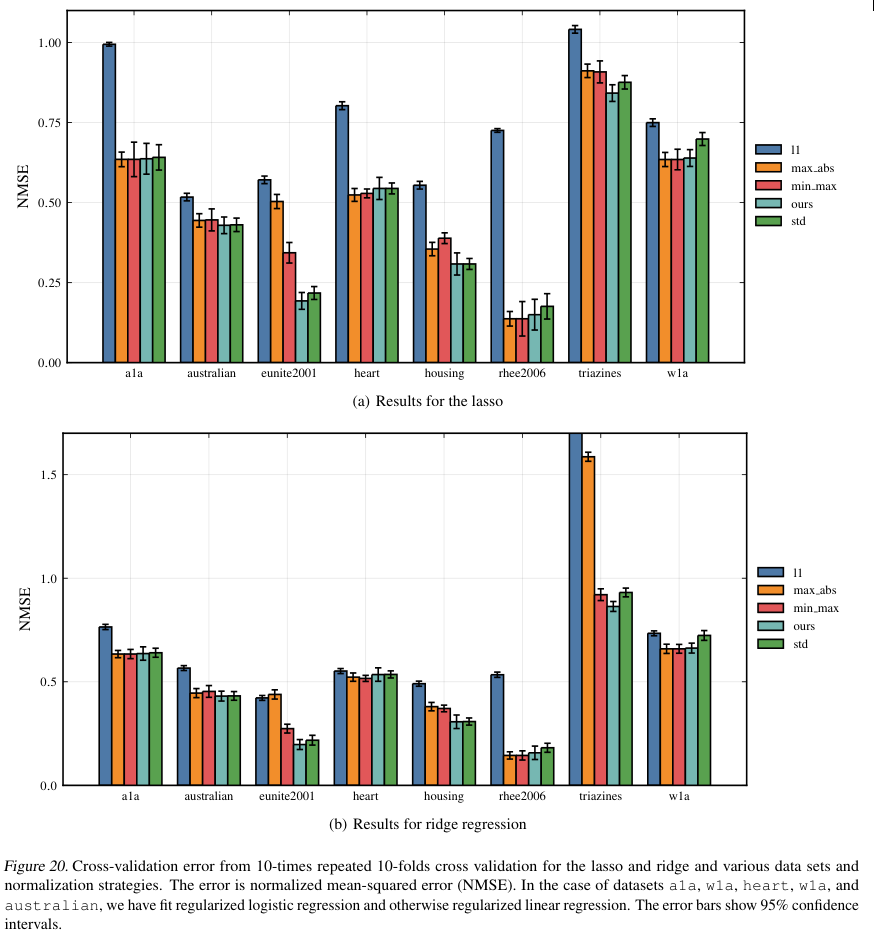 1.00
0.75
0.50
0.25
0.00
NMSE
a1a australian eunite2001 heart housing rhee2006 triazines w1a
l1
max_abs
min_max
ours
std
(a) Results for the lasso
1.5
1.0
0.5
0.0
NMSE
a1a australian eunite2001 heart housing rhee2006 triazines w1a
l1
max_abs
min_max
ours
std
(b) Results for ridge regression
Figure 20. Cross-validation error from 10-times repeated 10-folds cross validation for the lasso and ridge and various data sets and
normalization strategies. The error is normalized mean-squared error (NMSE). In the case of datasets a1a, w1a, heart, w1a, and
australian, we have fit regularized logistic regression and otherwise regularized linear regression. The error bars show 95% confidence
intervals.